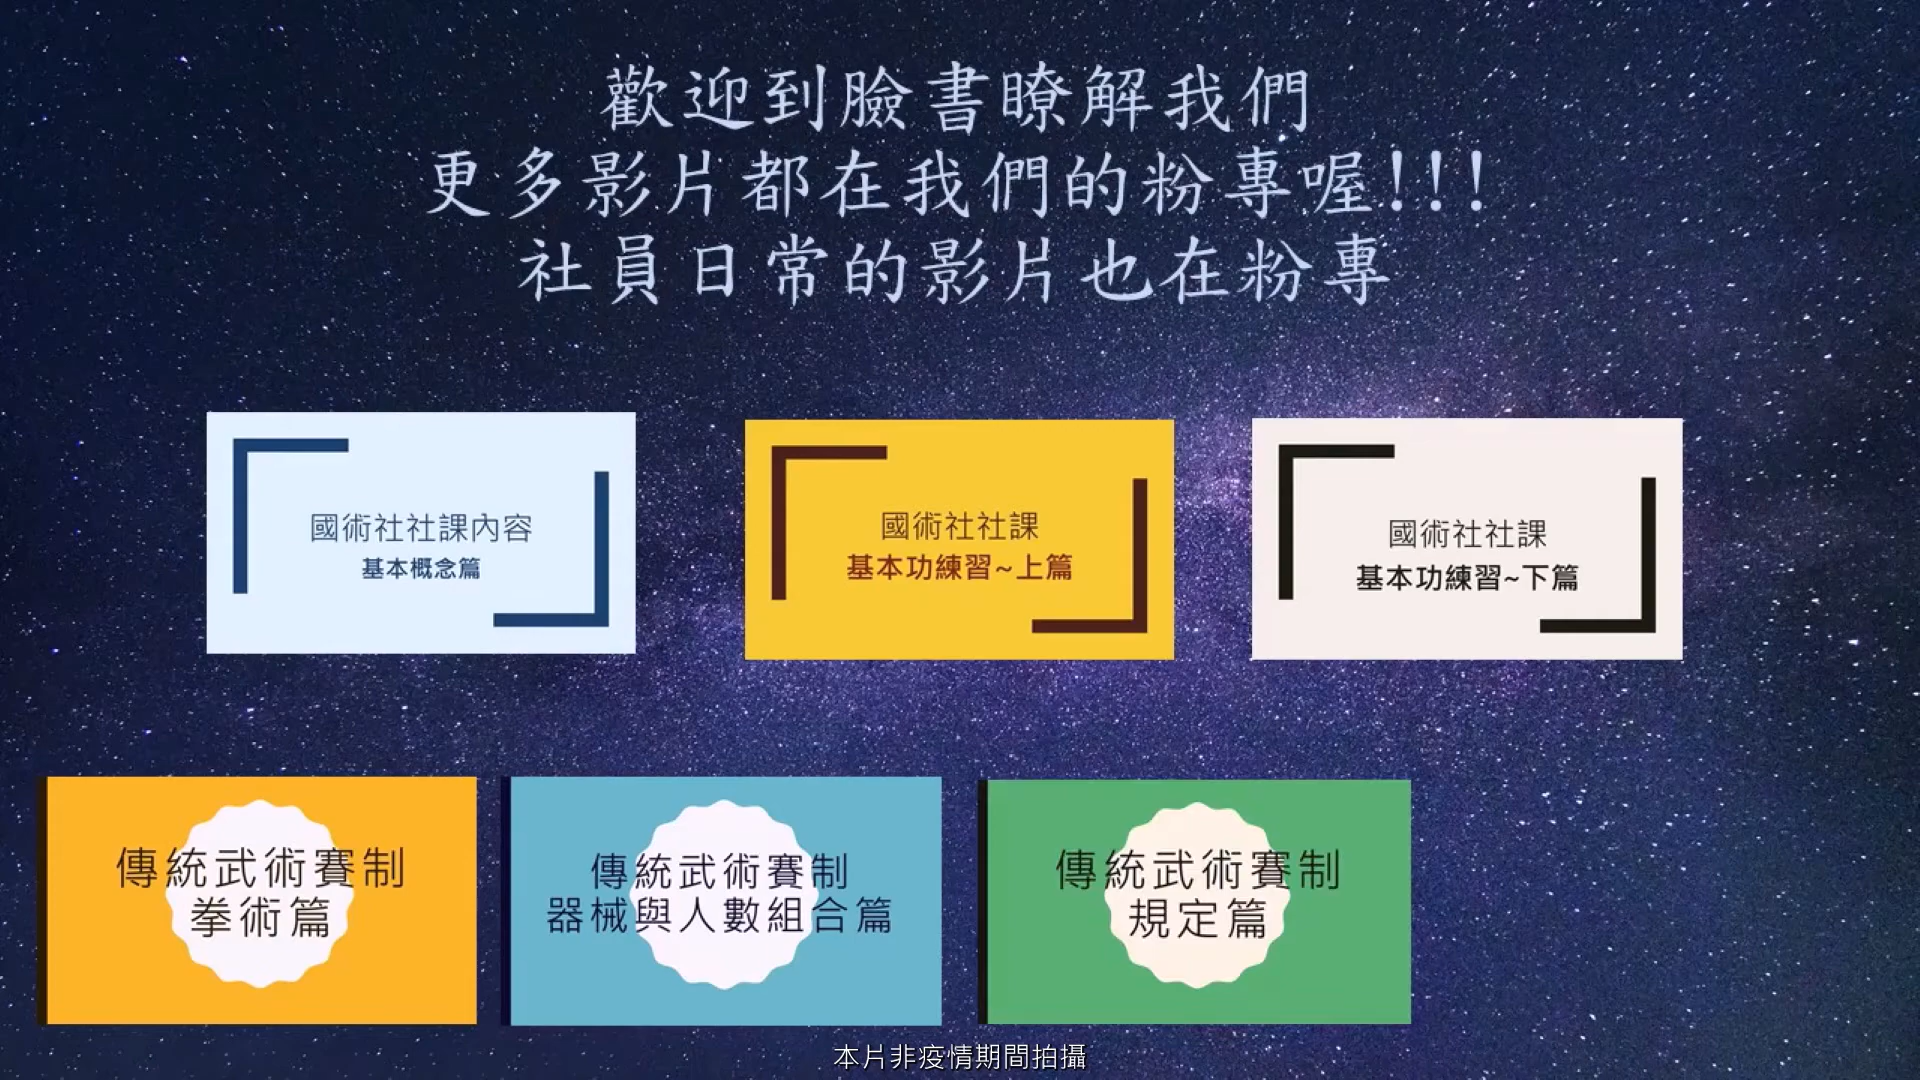 歡迎到臉書瞭解我們
更多影片都在我們的粉專喔!!!
社員日常的影片也在粉專
國術社社課內容
基本概念篇
國術社社課
基本功練習~上篇
國術社社課
基本功練習~下篇
傳統武術賽制
拳術篇
傳統武術賽制
器械與人數組合篇
傳統武術賽制
規定篇
本片非疫情期間拍攝